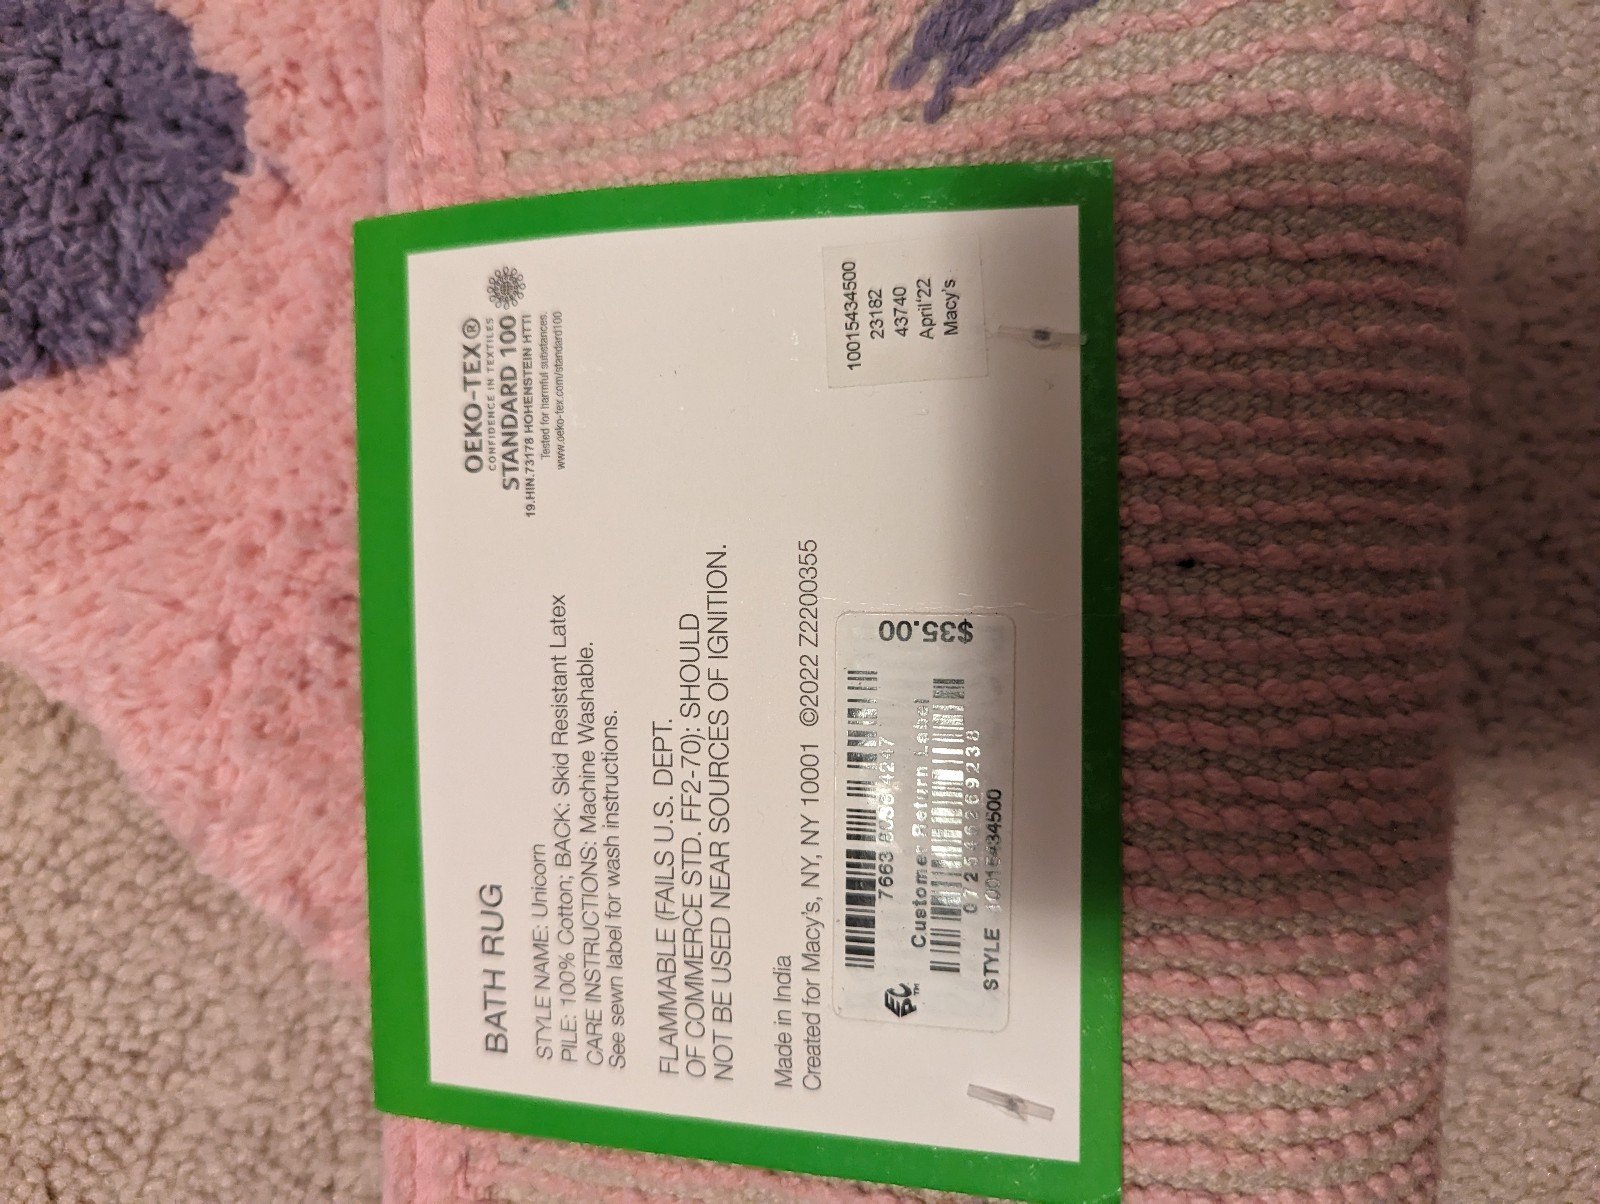 BATH RUG
STYLE NAME: Unicorn
PILE: 100% Cotton; BACK: Skid Resistant Latex
CARE INSTRUCTIONS: Machine Washable.
See sewn label for wash instructions.
OEKO-TEX®
CONFIDENCE IN TEXTILES
STANDARD 100
19.HIN.73178 HOHENSTEIN HTTI
Tested for harmful substances.
www.oeko-tex.com/standard100
FLAMMABLE (FAILS U.S. DEPT.
OF COMMERCE STD. FF2-70): SHOULD
NOT BE USED NEAR SOURCES OF IGNITION.
Made in India
Created for Macy's, NY, NY 10001 ©2022 Z2200355
7663
$35.00
Customer Return Label
072546269238
STYLE 10015434500
10015434500
23182
43740
April'22
Macy's